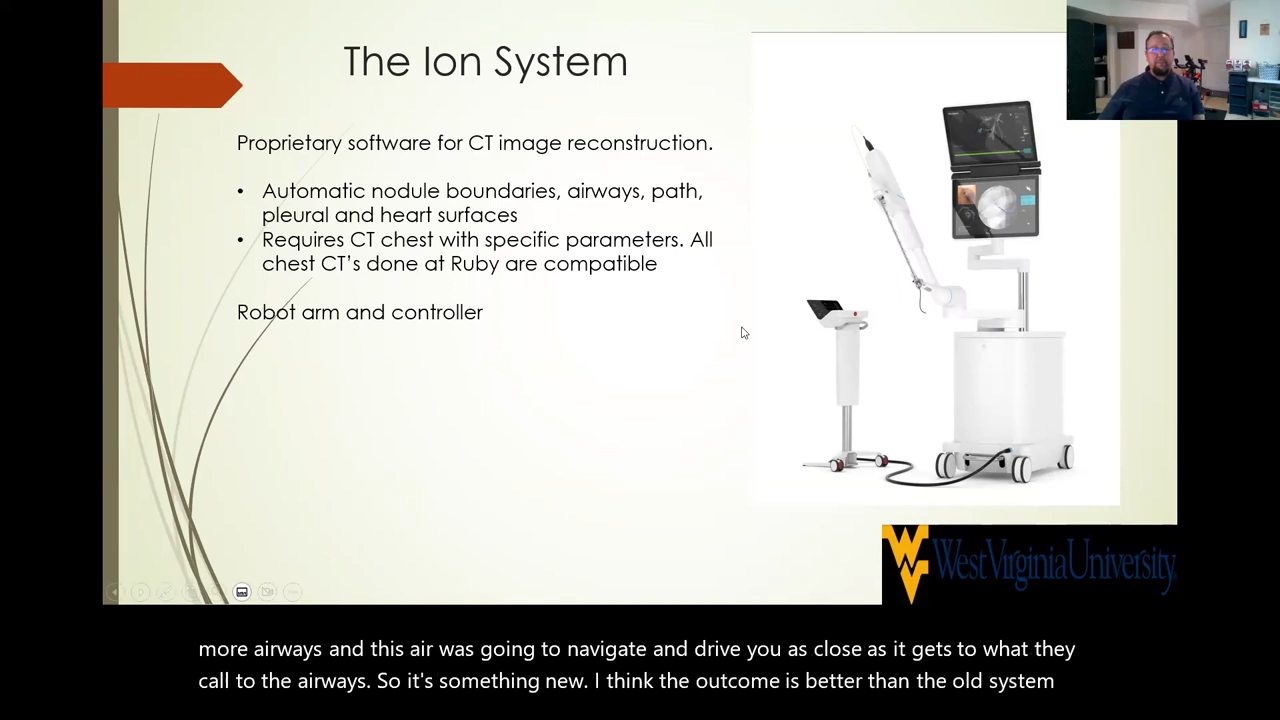 The Ion System
Proprietary software for CT image reconstruction.
• Automatic nodule boundaries, airways, path,
pleural and heart surfaces
• Requires CT chest with specific parameters. All
chest CT's done at Ruby are compatible
Robot arm and controller
West Virginia University
more airways and this air was going to navigate and drive you as close as it gets to what they
call to the airways. So it's something new. I think the outcome is better than the old system